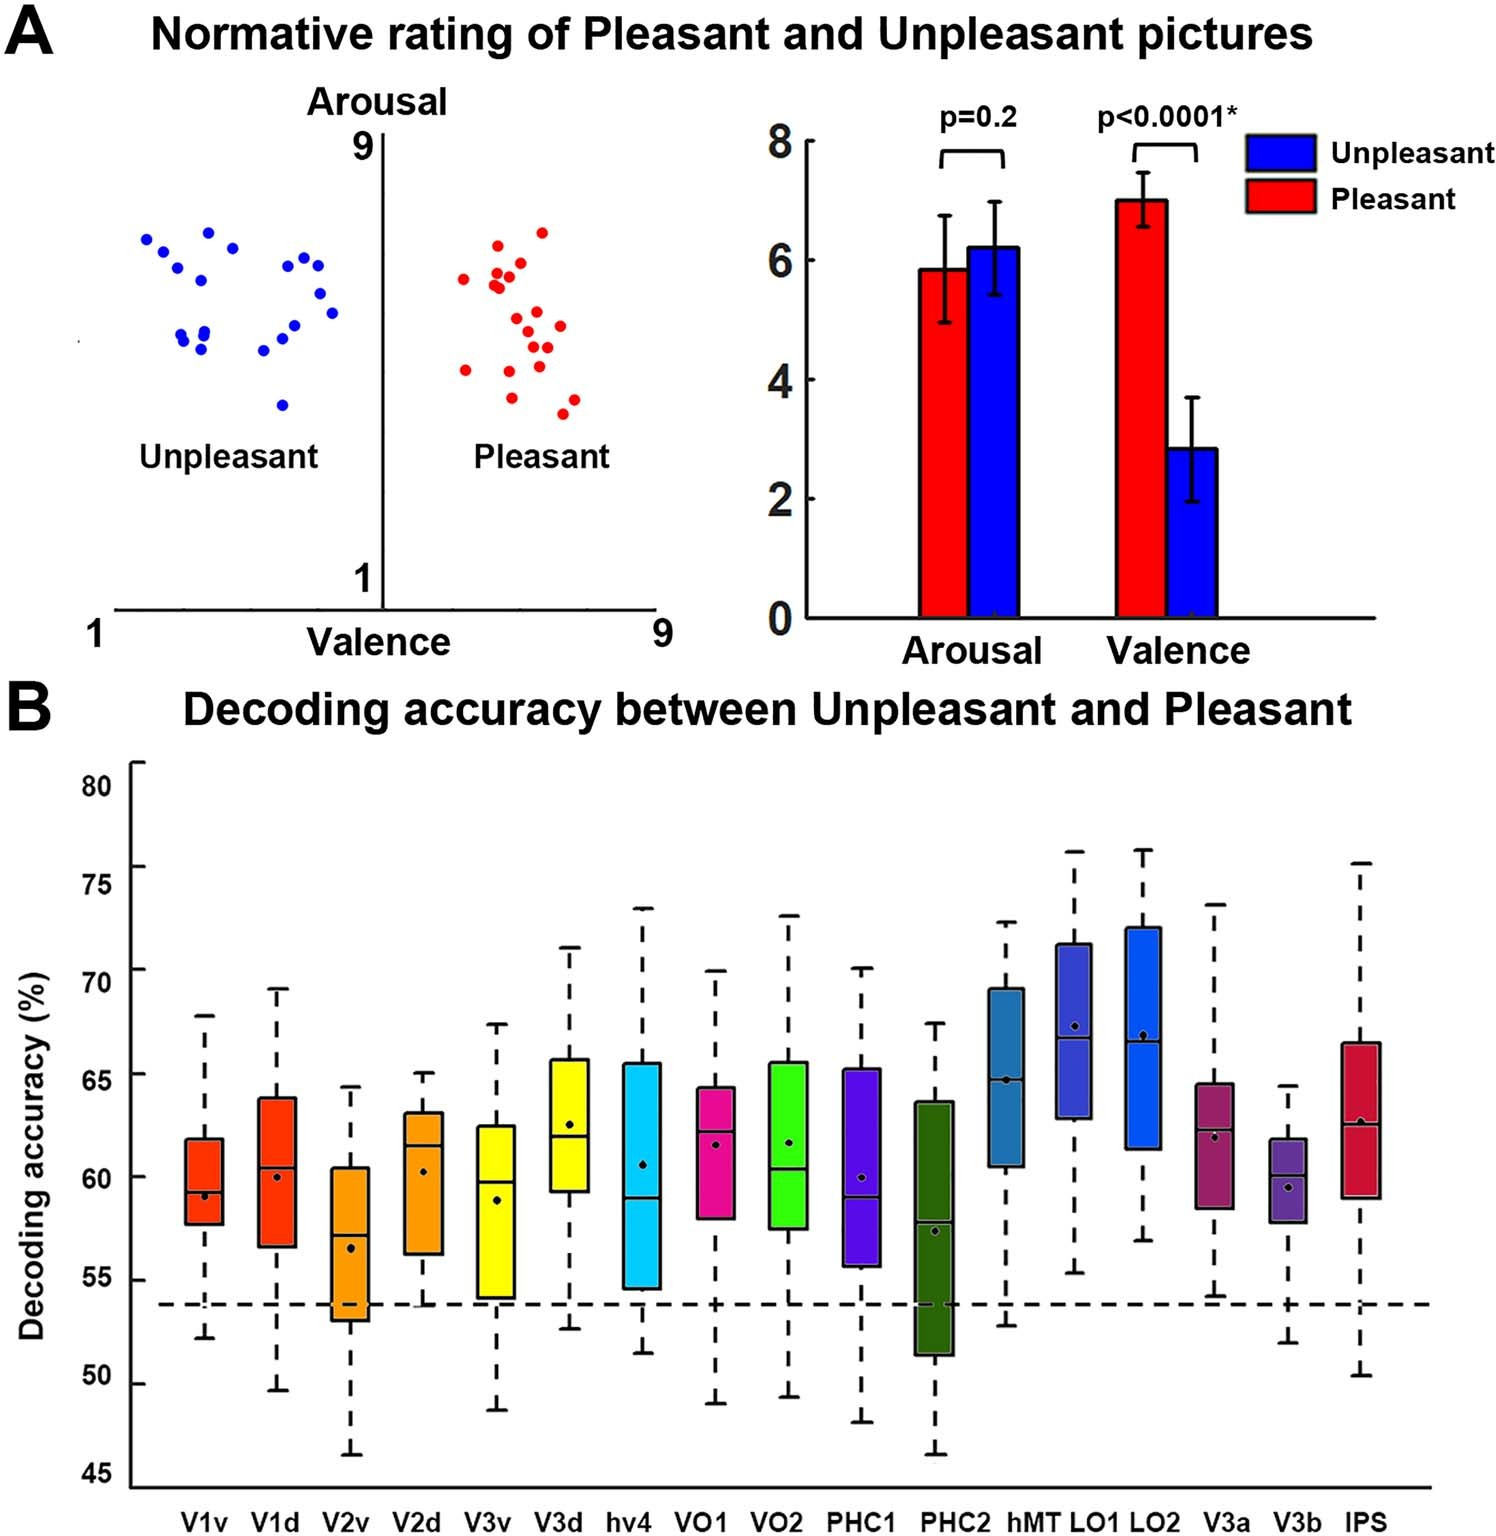 A
Normative rating of Pleasant and Unpleasant pictures
Arousal
9
Unpleasant
Pleasant
1
1
Valence
9
p=0.2
p<0.0001*
Unpleasant
Pleasant
8
6
4
2
0
Arousal
Valence
B
Decoding accuracy between Unpleasant and Pleasant
Decoding accuracy (%)
80
75
70
65
60
55
50
45
V1v V1d V2v V2d V3v V3d hv4 VO1 VO2 PHC1 PHC2 hMT LO1 LO2 V3a V3b IPS